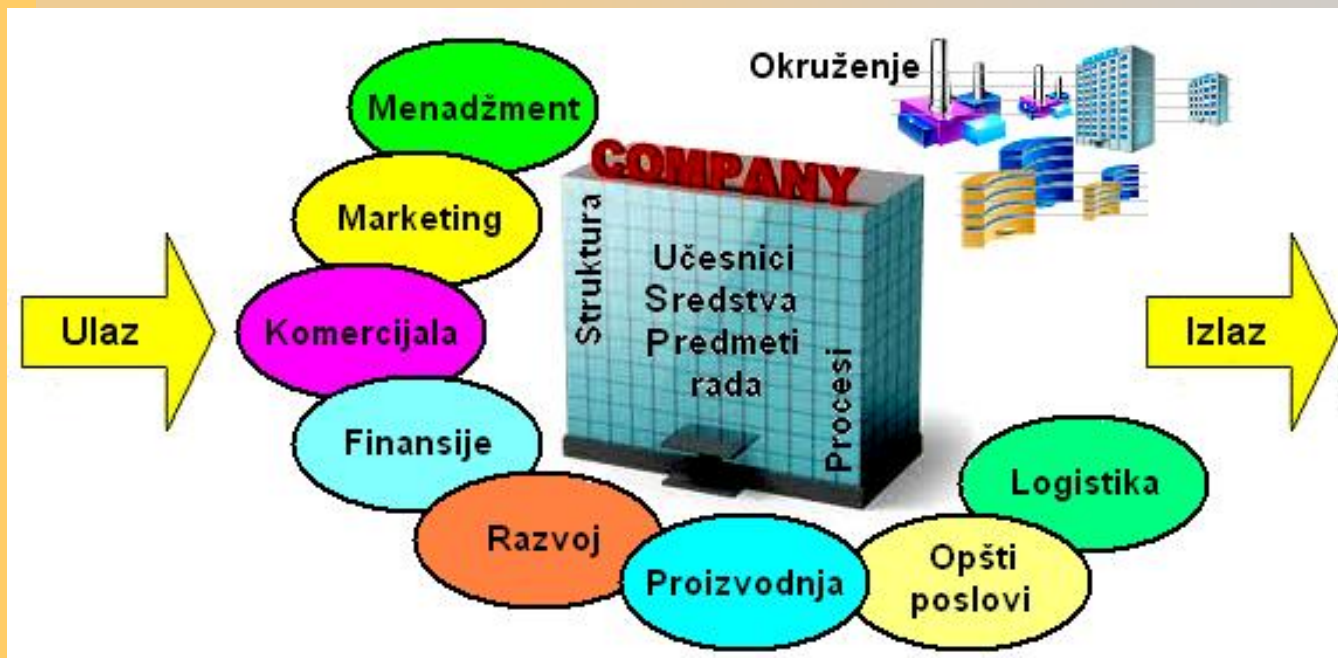 Okruženje
Menadžment
COMPANY
Marketing
Struktura
Učesnici
Sredstva
Predmeti
rada
Procesi
Ulaz
Izlaz
Komercijala
Finansije
Razvoj
Proizvodnja
Opšti
poslovi
Logistika